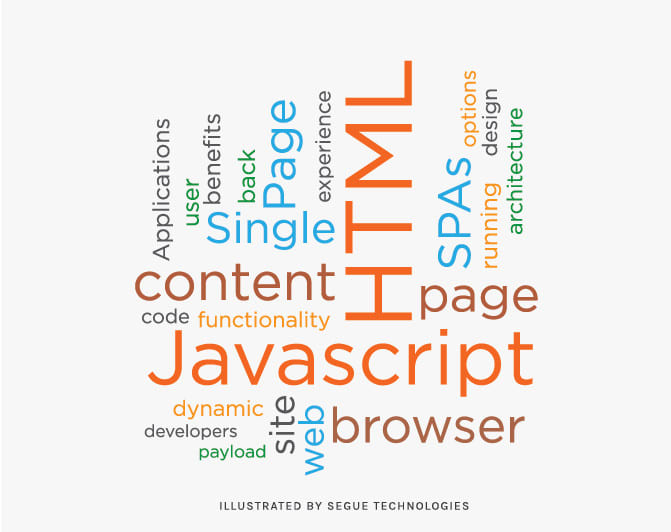 Applications
user
benefits
back
Page
experience
HTML
SPAs
options
design
running
architecture
Single
content
page
code
functionality
Javascript
dynamic
site
web
browser
developers
payload
ILLUSTRATED BY SEGUE TECHNOLOGIES